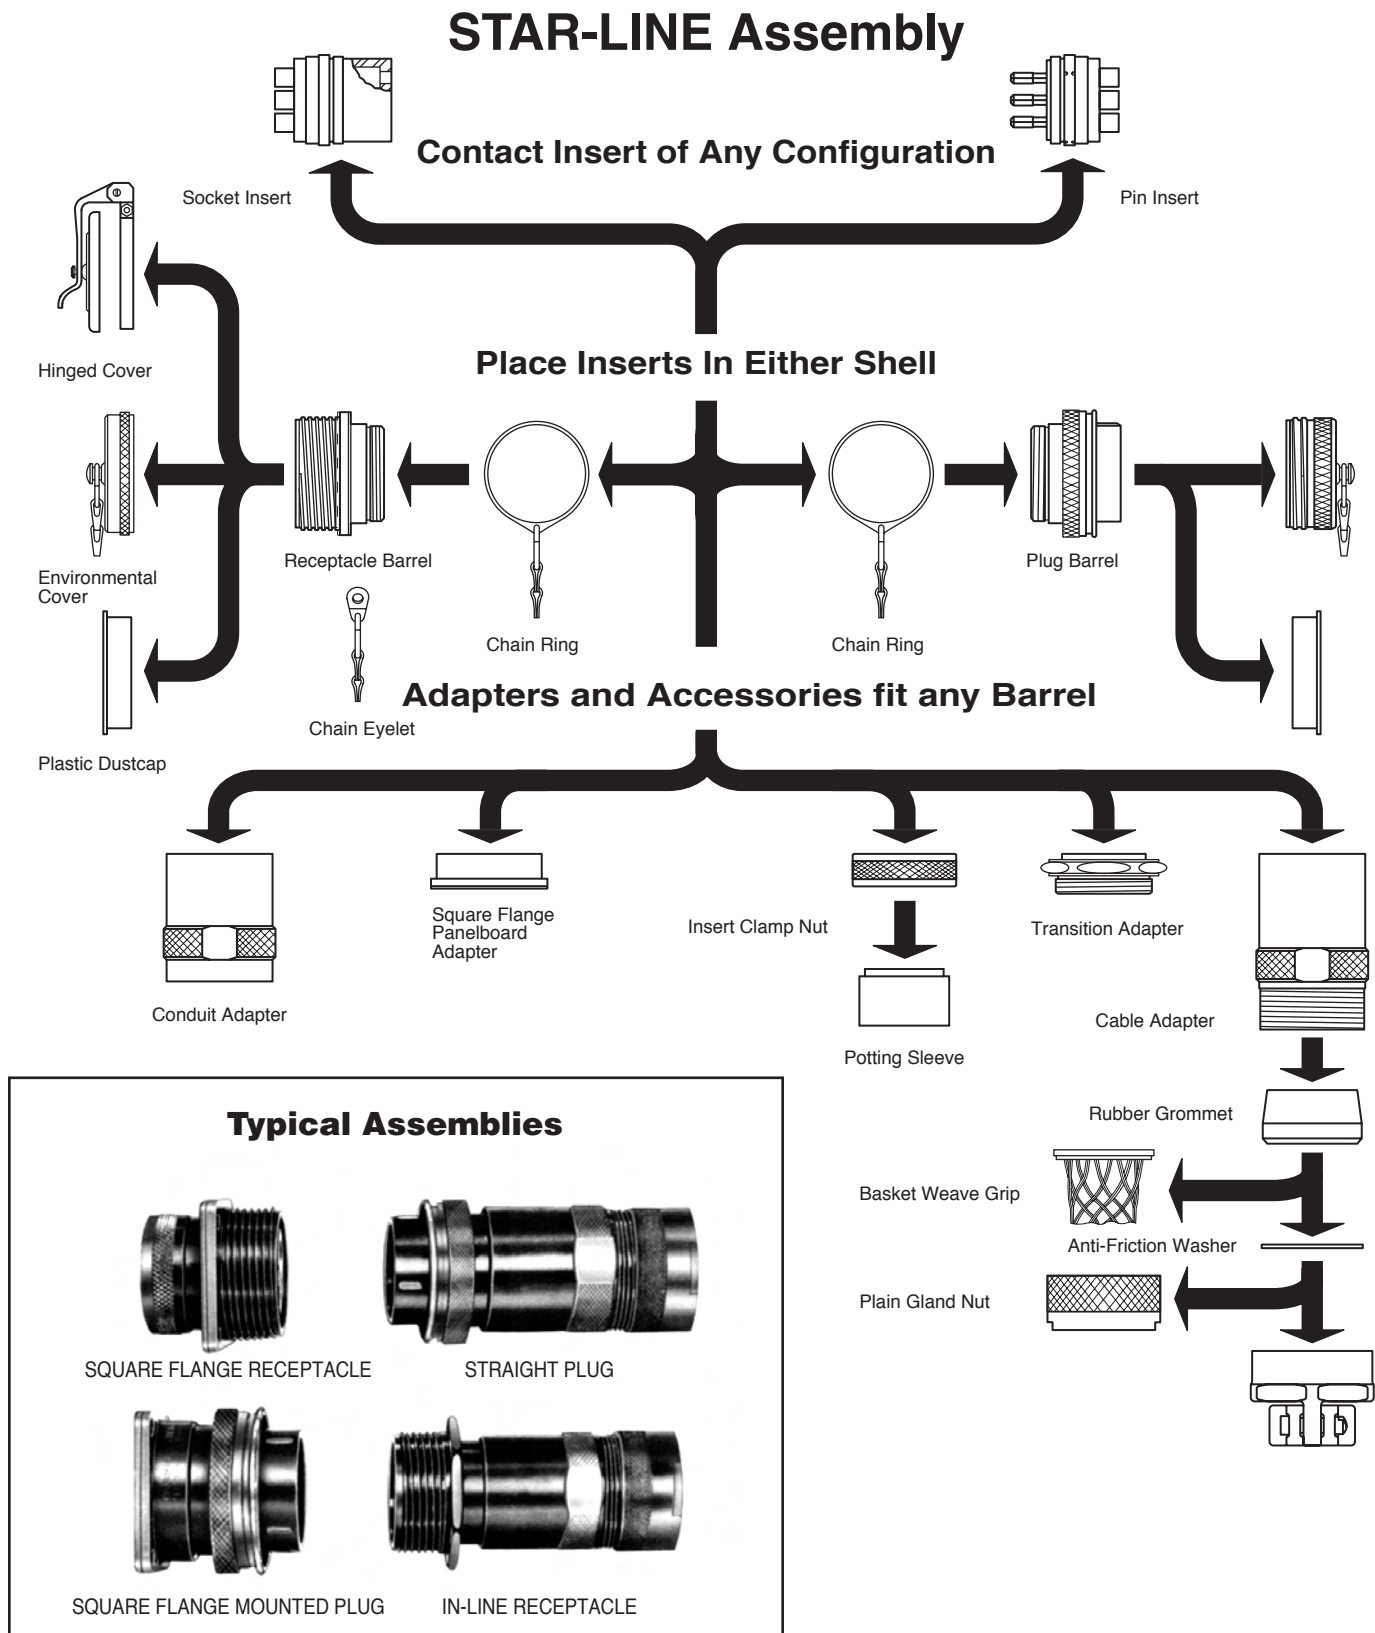 STAR-LINE Assembly
Contact Insert of Any Configuration
Socket Insert
Pin Insert
Place Inserts In Either Shell
Hinged Cover
Receptacle Barrel
Plug Barrel
Environmental
Cover
Chain Ring
Chain Ring
Adapters and Accessories fit any Barrel
Chain Eyelet
Plastic Dustcap
Square Flange
Panelboard
Adapter
Insert Clamp Nut
Transition Adapter
Conduit Adapter
Cable Adapter
Potting Sleeve
Rubber Grommet
Basket Weave Grip
Anti-Friction Washer
Plain Gland Nut
Typical Assemblies
SQUARE FLANGE RECEPTACLE
STRAIGHT PLUG
SQUARE FLANGE MOUNTED PLUG
IN-LINE RECEPTACLE